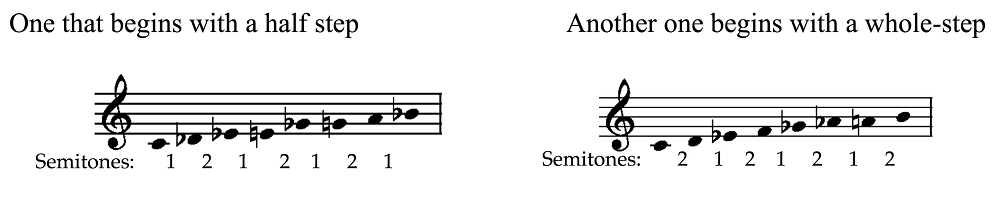 One that begins with a half step
Another one begins with a whole-step
Semitones: 1 2 1 2 1 2 1
Semitones: 2 1 2 1 2 1 2